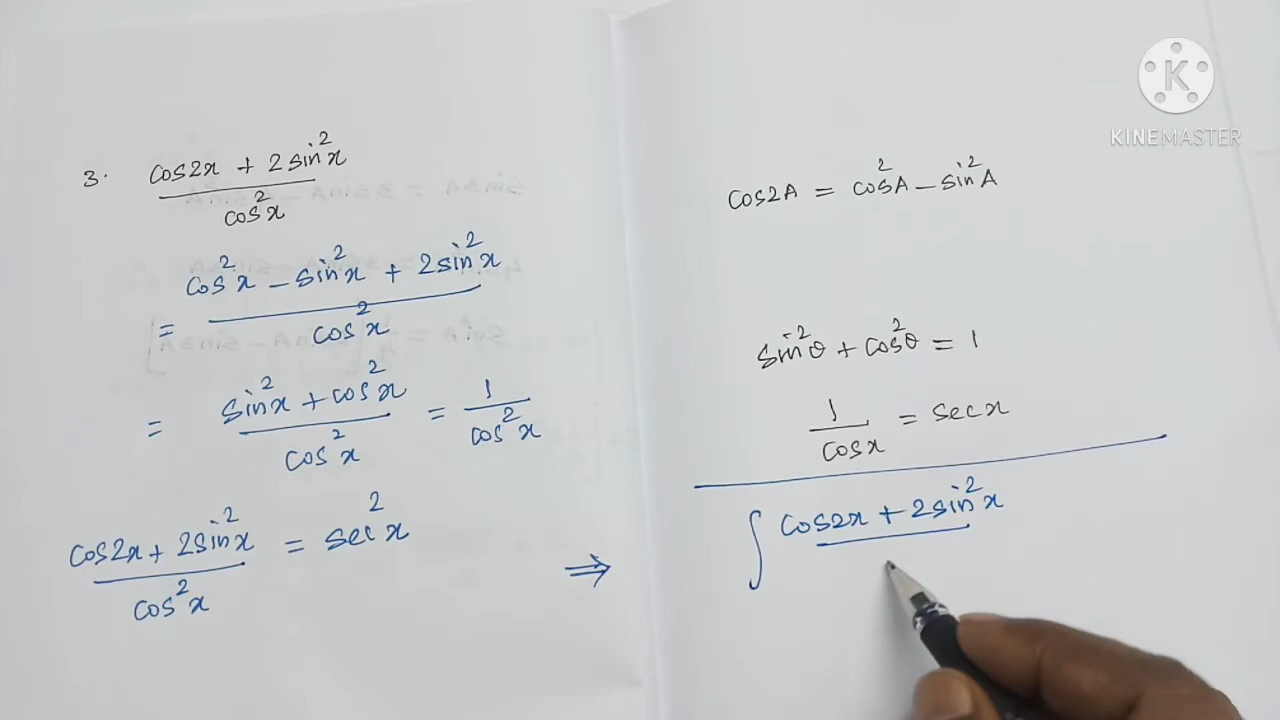 3. (cos2x + 2sin²x)/(cos²x)
= (cos²x − sin²x + 2sin²x)/(cos²x)
= (sin²x + cos²x)/(cos²x) = 1/(cos²x)
(cos2x + 2sin²x)/(cos²x) = sec²x
⇒
KINEMASTER
cos2A = cos²A − sin²A
sin²θ + cos²θ = 1
1/(cosx) = secx
∫ cos2x + 2sin²x